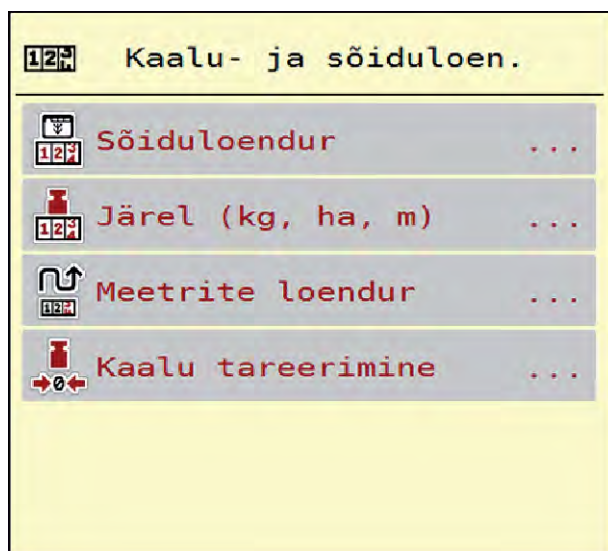 Kaalu- ja sõiduloen.
Sõiduloendur ...
Järel (kg, ha, m) ...
Meetrite loendur ...
Kaalu tareerimine ...